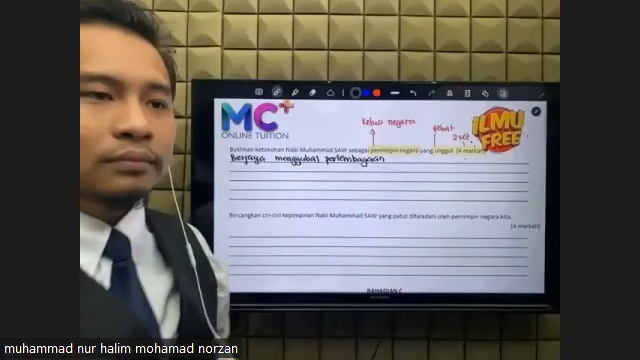 MC+
ONLINE TUITION
ketua negara
hebat
2 set
ILMU
FREE
Buktikan ketokohan Nabi Muhammad SAW sebagai pemimpin negara yang unggul. [4 markah]
Berjaya menggubal perlembagaan
Bincangkan ciri-ciri kepimpinan Nabi Muhammad SAW yang patut diteladani oleh pemimpin negara kita.
[4 markah]
BAHAGIAN C
muhammad nur halim mohamad norzan